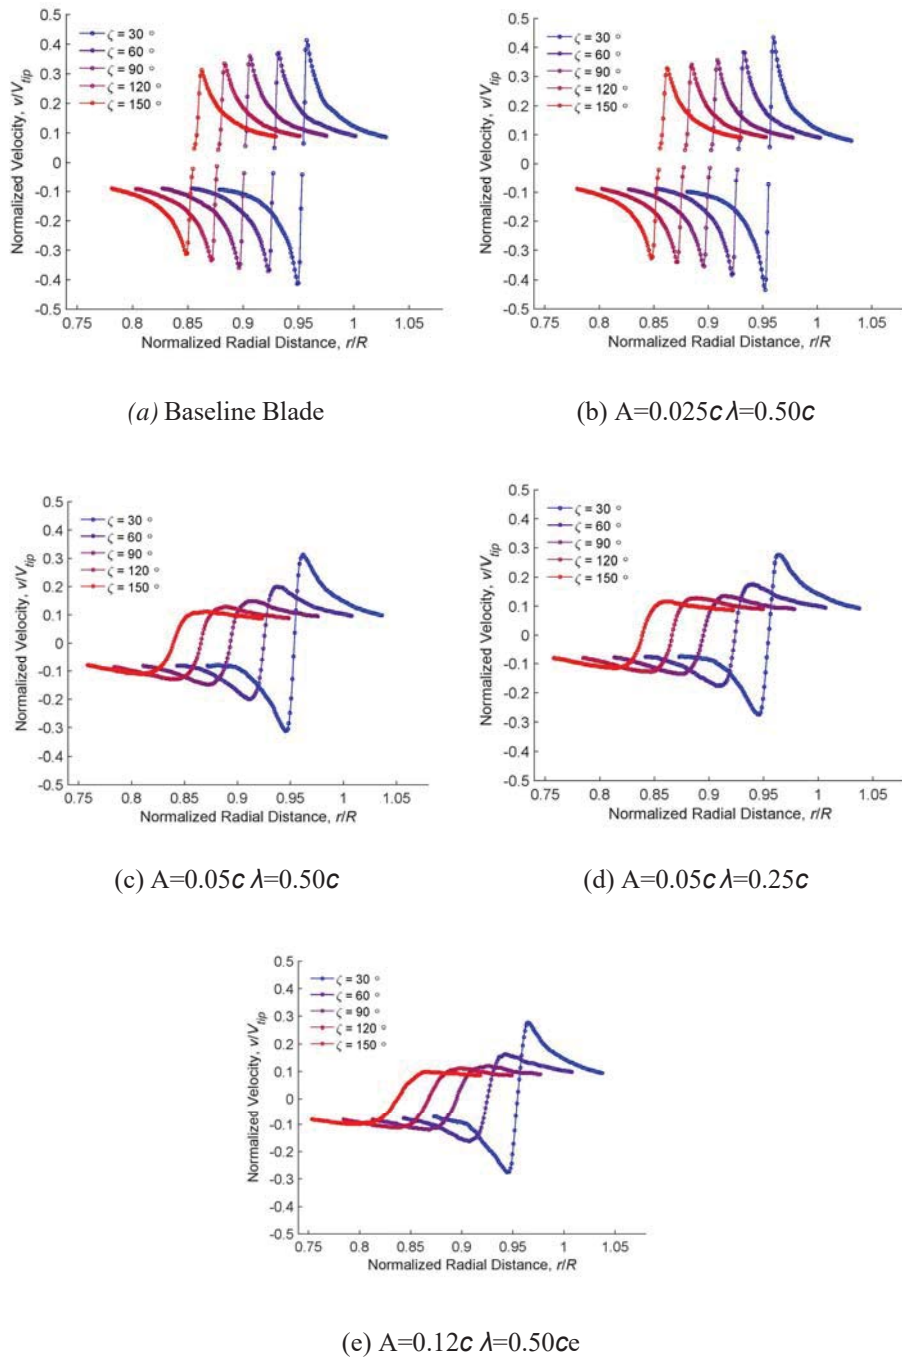 0.5
0.4
0.3
0.2
0.1
0
-0.1
-0.2
-0.3
-0.4
-0.5
Normalized Velocity, v/V_tip
ζ = 30 °
ζ = 60 °
ζ = 90 °
ζ = 120 °
ζ = 150 °
0.75 0.8 0.85 0.9 0.95 1 1.05
Normalized Radial Distance, r/R
(a) Baseline Blade
0.5
0.4
0.3
0.2
0.1
0
-0.1
-0.2
-0.3
-0.4
-0.5
Normalized Velocity, v/V_tip
ζ = 30 °
ζ = 60 °
ζ = 90 °
ζ = 120 °
ζ = 150 °
0.75 0.8 0.85 0.9 0.95 1 1.05
Normalized Radial Distance, r/R
(b) A=0.025c λ=0.50c
0.5
0.4
0.3
0.2
0.1
0
-0.1
-0.2
-0.3
-0.4
-0.5
Normalized Velocity, v/V_tip
ζ = 30 °
ζ = 60 °
ζ = 90 °
ζ = 120 °
ζ = 150 °
0.75 0.8 0.85 0.9 0.95 1 1.05
Normalized Radial Distance, r/R
(c) A=0.05c λ=0.50c
0.5
0.4
0.3
0.2
0.1
0
-0.1
-0.2
-0.3
-0.4
-0.5
Normalized Velocity, v/V_tip
ζ = 30 °
ζ = 60 °
ζ = 90 °
ζ = 120 °
ζ = 150 °
0.75 0.8 0.85 0.9 0.95 1 1.05
Normalized Radial Distance, r/R
(d) A=0.05c λ=0.25c
0.5
0.4
0.3
0.2
0.1
0
-0.1
-0.2
-0.3
-0.4
-0.5
Normalized Velocity, v/V_tip
ζ = 30 °
ζ = 60 °
ζ = 90 °
ζ = 120 °
ζ = 150 °
0.75 0.8 0.85 0.9 0.95 1 1.05
Normalized Radial Distance, r/R
(e) A=0.12c λ=0.50ce